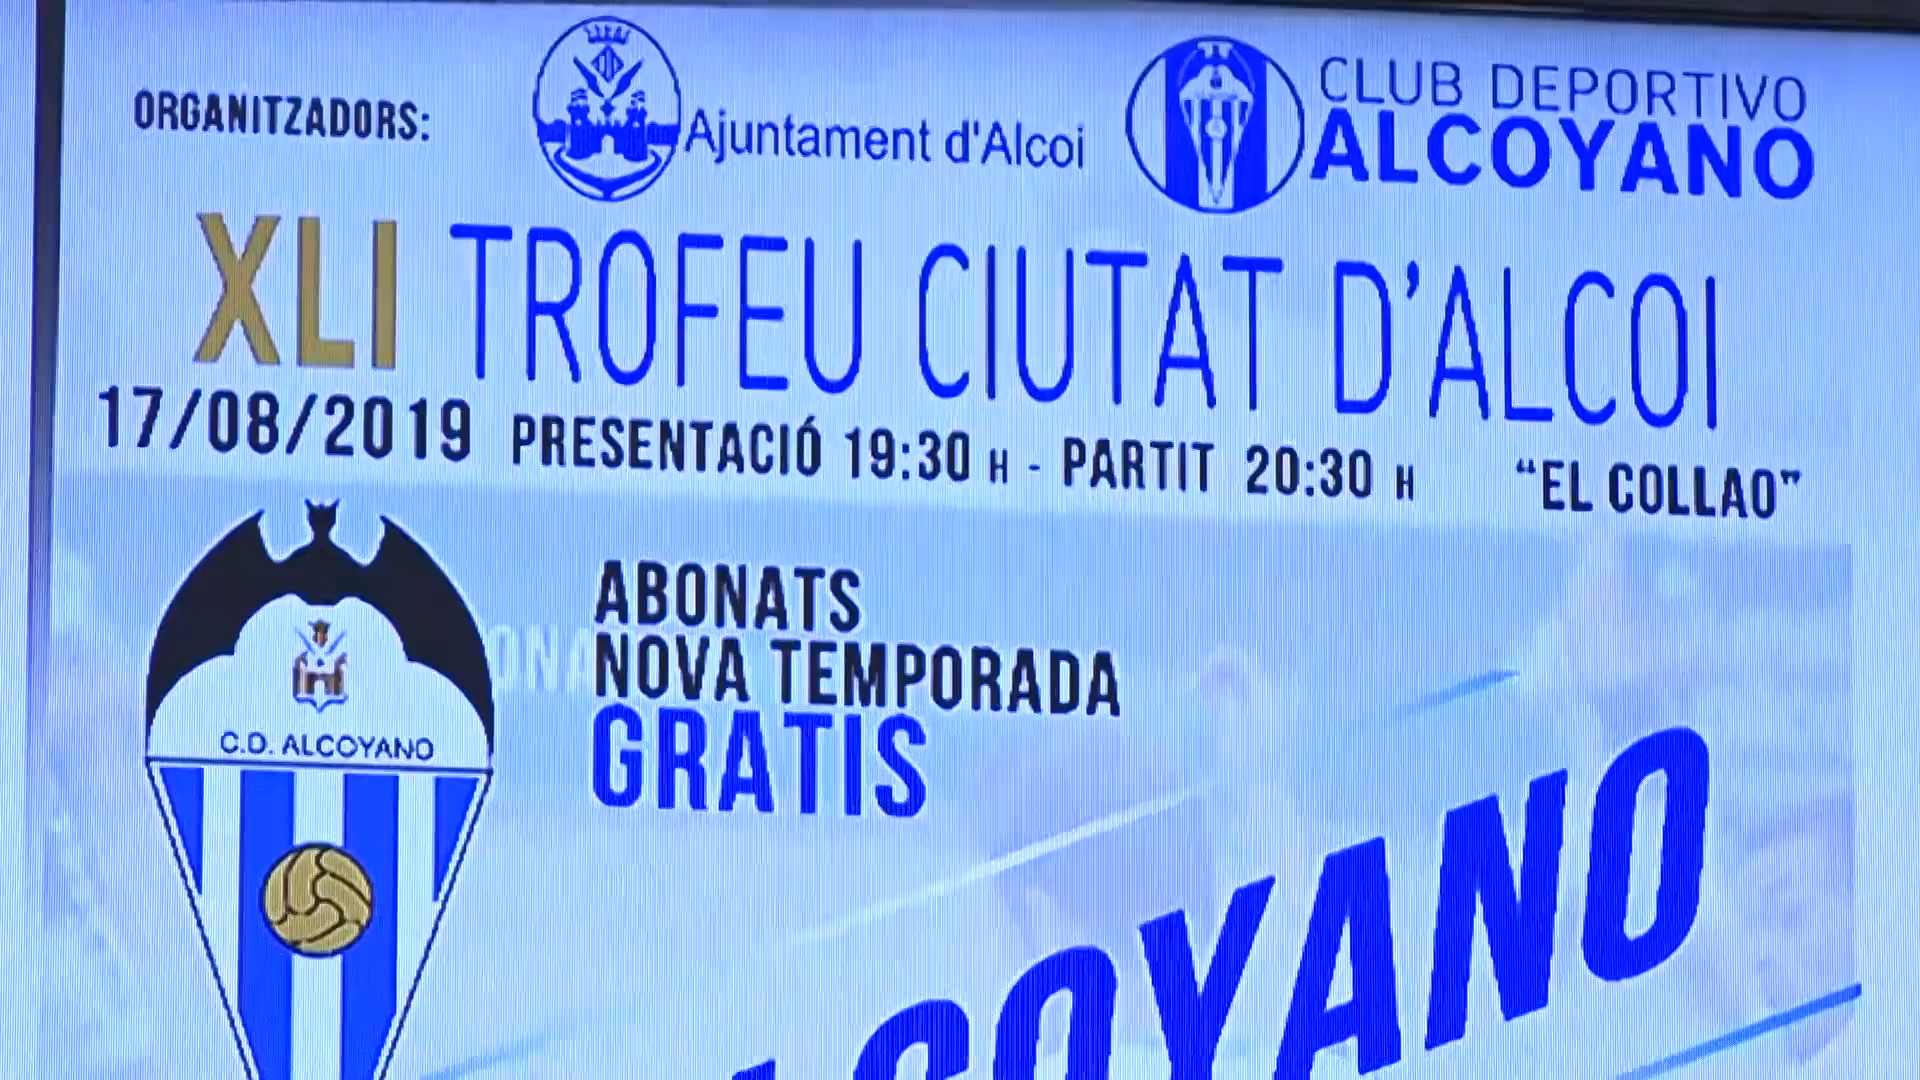 ORGANITZADORS:
Ajuntament d'Alcoi
CLUB DEPORTIVO
ALCOYANO
XLI TROFEU CIUTAT D'ALCOI
17/08/2019 PRESENTACIÓ 19:30 H - PARTIT 20:30 H "EL COLLAO"
ABONATS
NOVA TEMPORADA
GRATIS
C.D. ALCOYANO
ALCOYANO